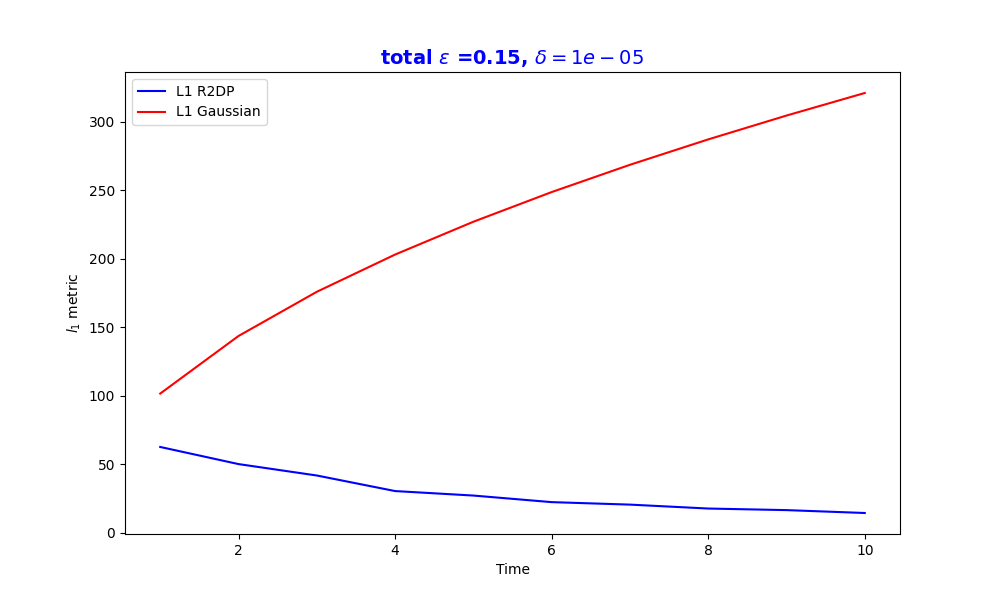 total ε =0.15, δ = 1e − 05
L1 R2DP
L1 Gaussian
300
250
200
150
100
50
0
l₁ metric
2 4 6 8 10
Time